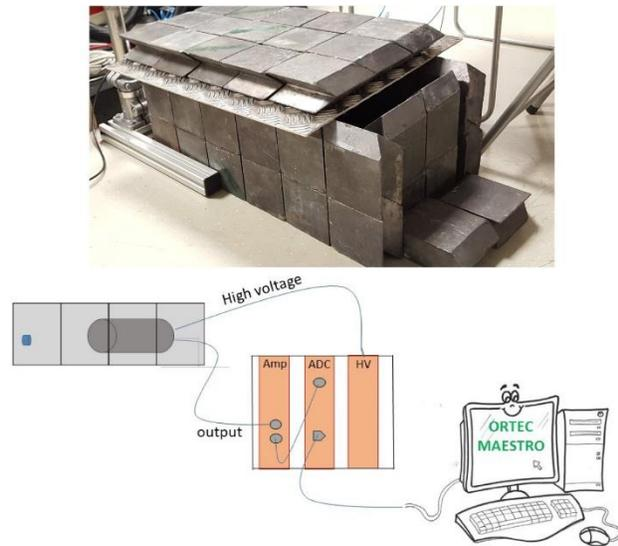 High voltage
Amp
ADC
HV
output
ORTEC
MAESTRO